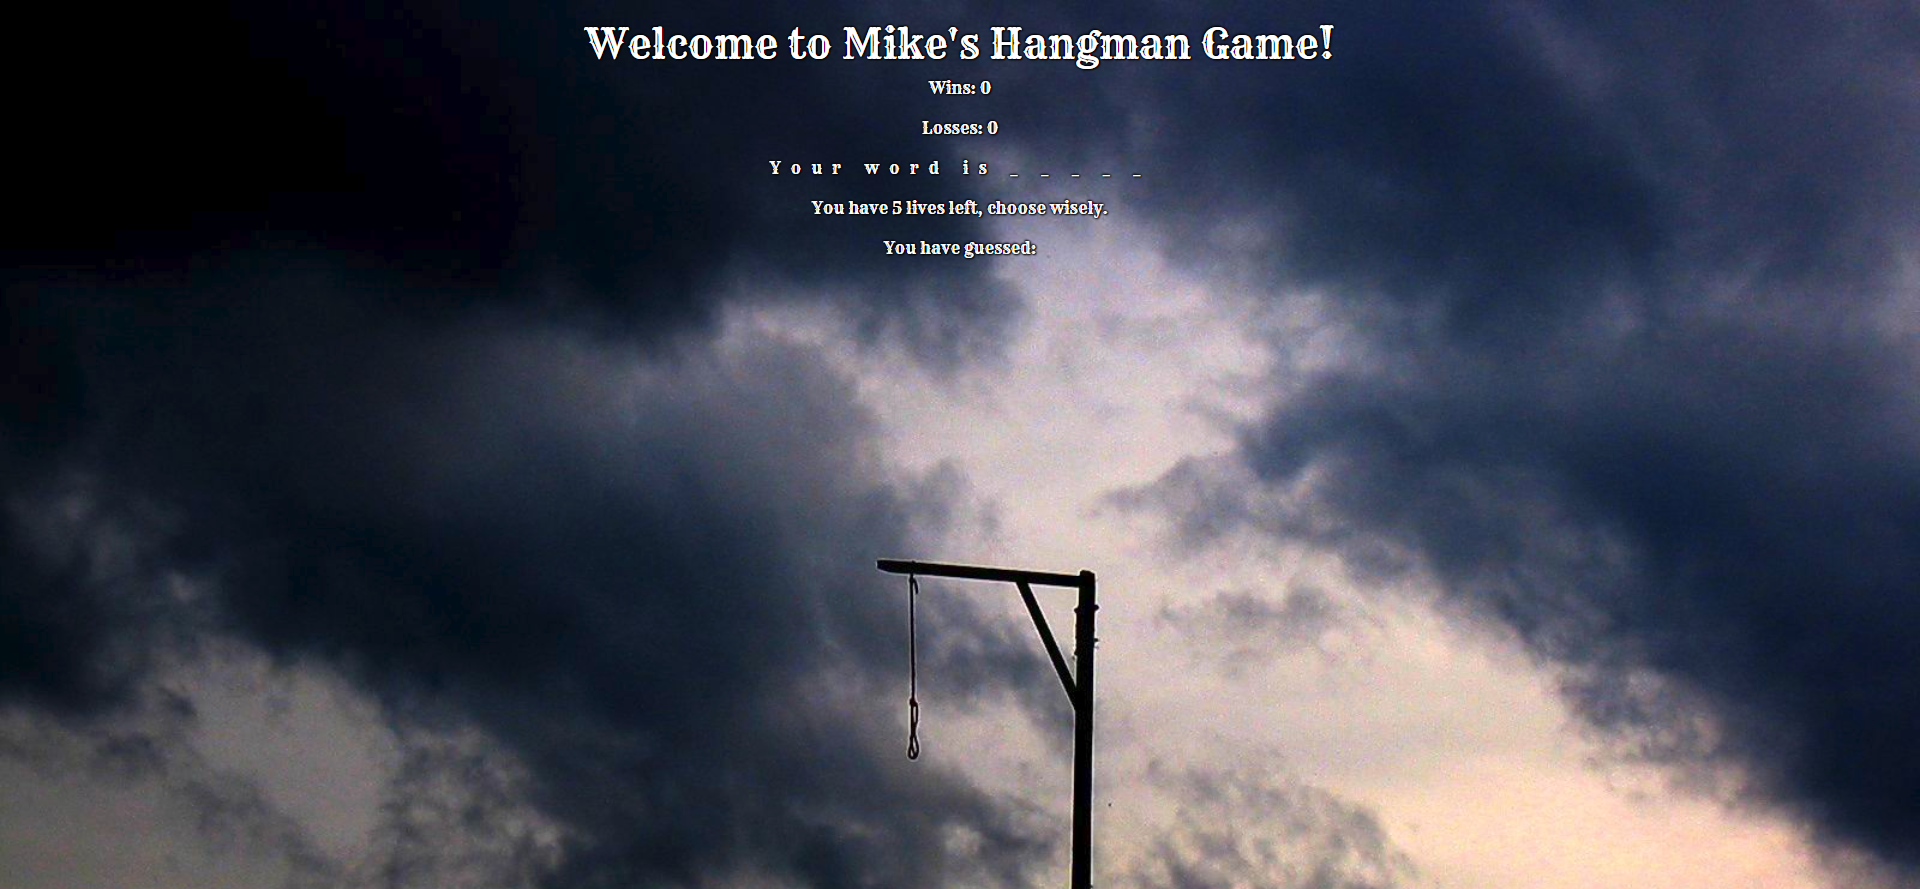 Welcome to Mike's Hangman Game!
Wins: 0
Losses: 0
Your word is _ _ _ _ _
You have 5 lives left, choose wisely.
You have guessed: